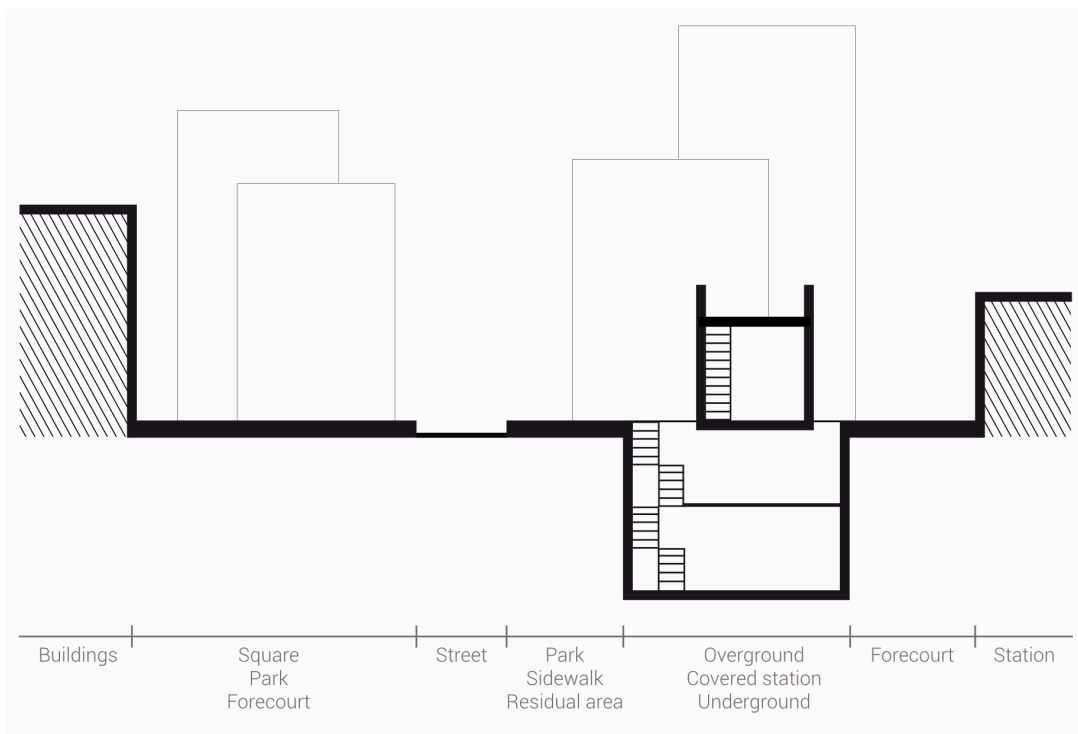 Buildings
Square
Park
Forecourt
Street
Park
Sidewalk
Residual area
Overground
Covered station
Underground
Forecourt
Station